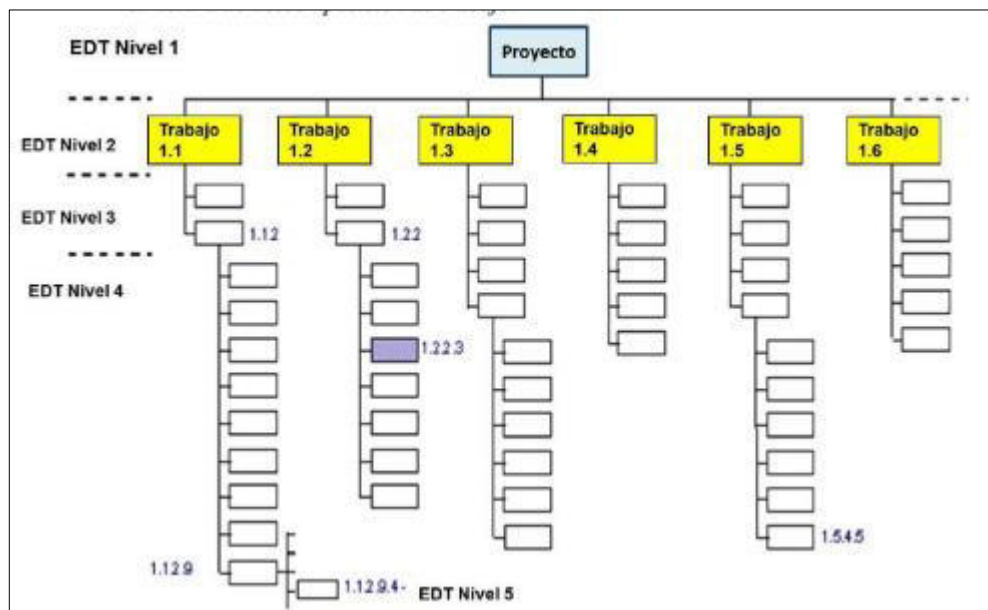 EDT Nivel 1
Proyecto
EDT Nivel 2
Trabajo
1.1
Trabajo
1.2
Trabajo
1.3
Trabajo
1.4
Trabajo
1.5
Trabajo
1.6
EDT Nivel 3
1.1.2
1.2.2
EDT Nivel 4
1.2.2.3
1.5.4.5
1.1.2.9
1.1.2.9.4 -
EDT Nivel 5